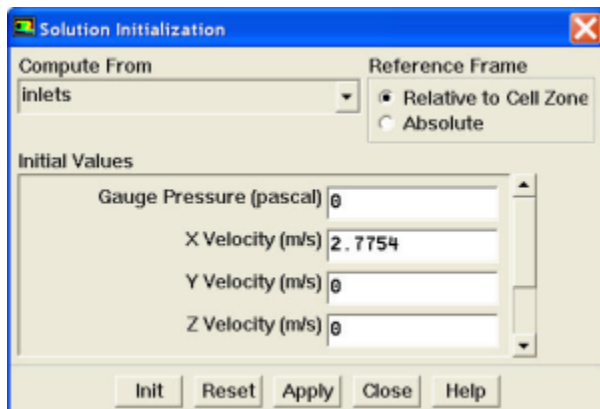 Solution Initialization
Compute From
inlets
Reference Frame
Relative to Cell Zone
Absolute
Initial Values
Gauge Pressure (pascal) 0
X Velocity (m/s) 2.7754
Y Velocity (m/s) 0
Z Velocity (m/s) 0
Init Reset Apply Close Help